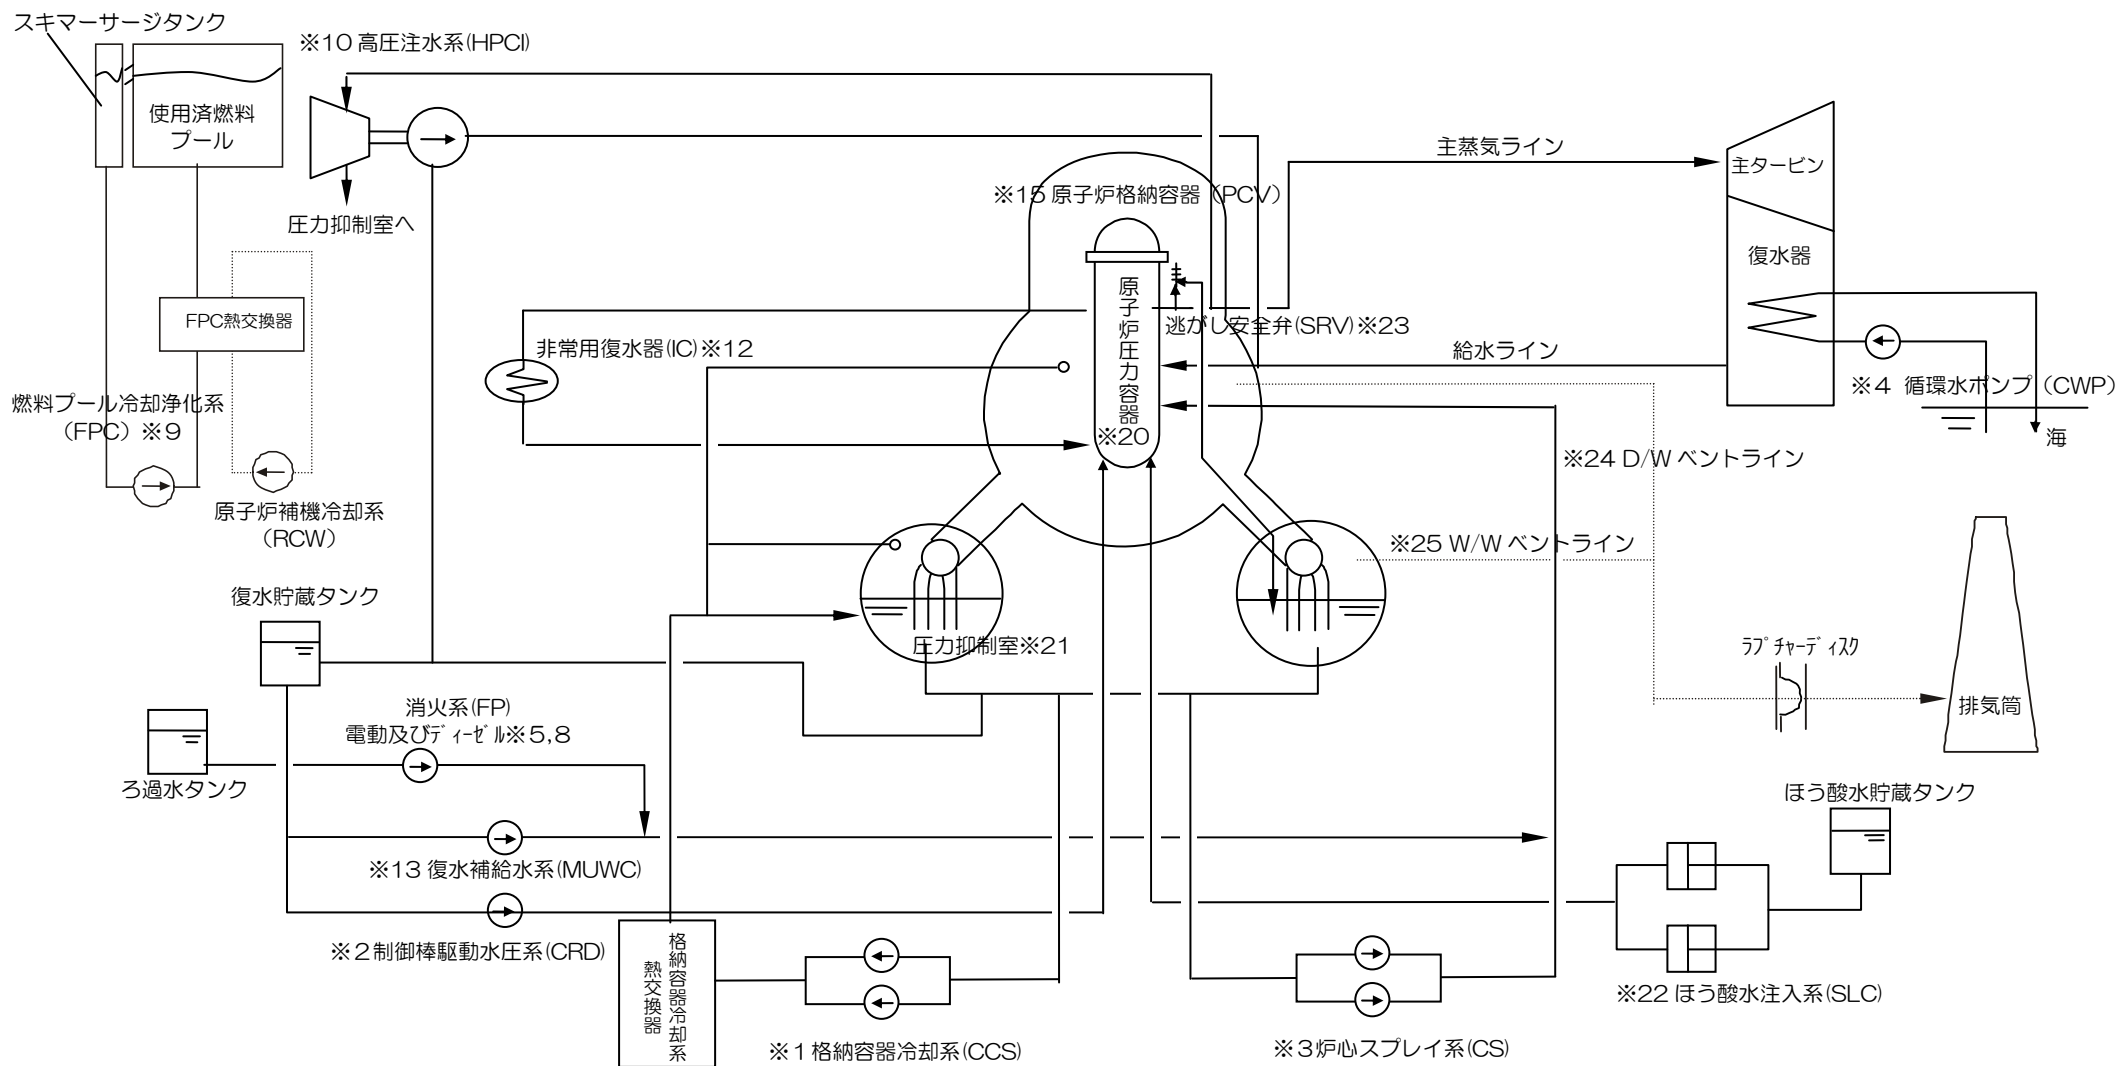 スキマーサージタンク
※10 高圧注水系(HPCI)
使用済燃料
プール
圧力抑制室へ
※15 原子炉格納容器（PCV）
主蒸気ライン
主タービン
復水器
原子炉圧力容器
※20
逃がし安全弁(SRV)※23
給水ライン
※4 循環水ポンプ（CWP）
海
FPC熱交換器
非常用復水器(IC)※12
燃料プール冷却浄化系
（FPC）※9
原子炉補機冷却系
（RCW）
※24 D/W ベントライン
※25 W/W ベントライン
復水貯蔵タンク
圧力抑制室※21
ﾗﾌﾟﾁｬｰﾃﾞｨｽｸ
排気筒
消火系(FP)
電動及びﾃﾞｨｰｾﾞﾙ※5,8
ろ過水タンク
ほう酸水貯蔵タンク
※13 復水補給水系(MUWC)
※2制御棒駆動水圧系(CRD)
格納容器冷却系
熱交換器
※22 ほう酸水注入系(SLC)
※1格納容器冷却系(CCS)
※3炉心スプレイ系(CS)